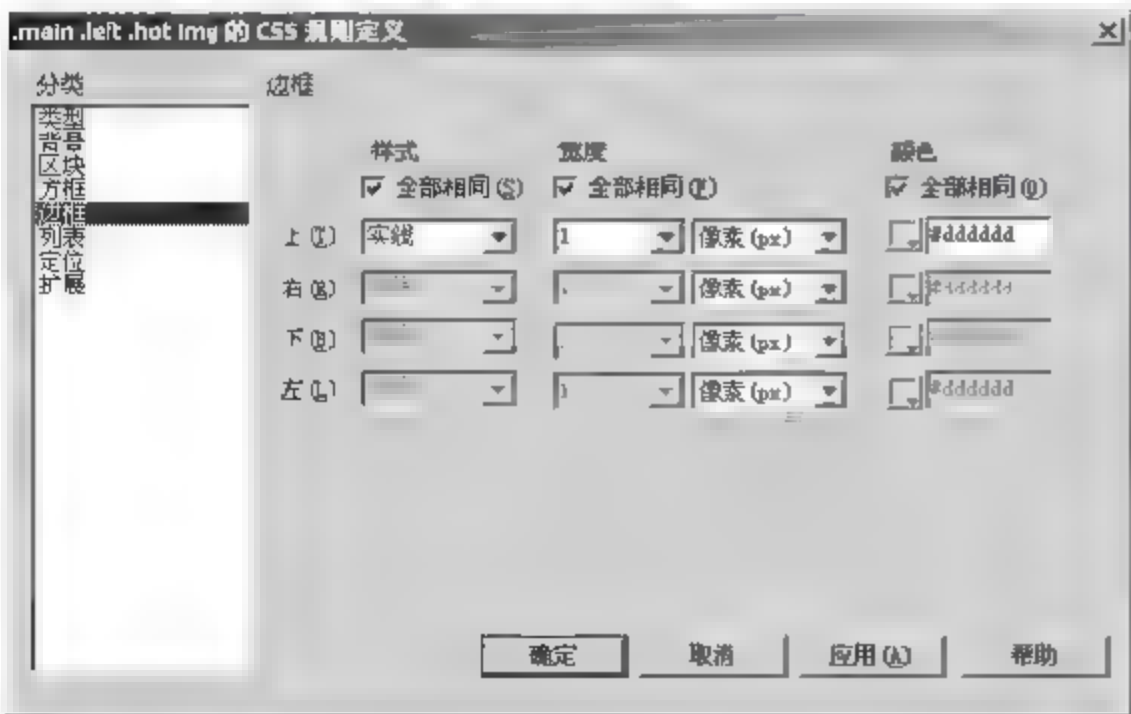 .main .left .hot img 的 CSS 规则定义
分类
类型
背景
区块
方框
边框
列表
定位
扩展
边框
样式 宽度 颜色
全部相同(S) 全部相同(F) 全部相同(O)
上(T) 实线 1 像素(px) #dddddd
右(R) 像素(px) #dddddd
下(B) 像素(px)
左(L) 像素(px) #dddddd
确定 取消 应用(A) 帮助